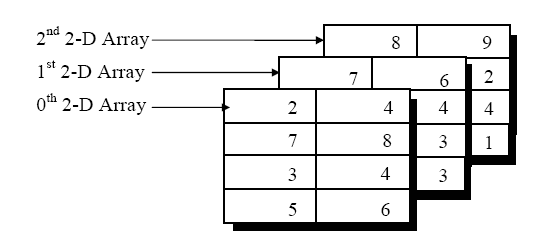 2nd 2-D Array 8 9
1st 2-D Array 7 6 2
0th 2-D Array 2 4 4 4
7 8 3 1
3 4 3
5 6